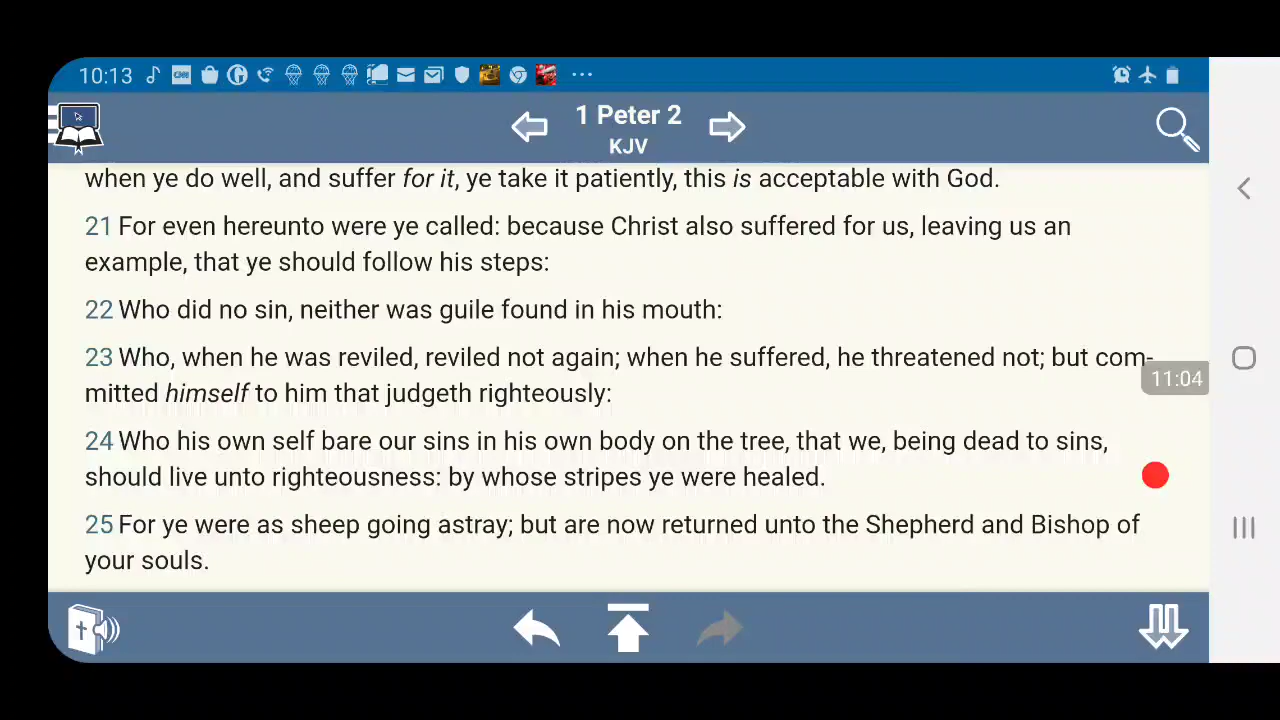 10:13
1 Peter 2
KJV
when ye do well, and suffer for it, ye take it patiently, this is acceptable with God.
21 For even hereunto were ye called: because Christ also suffered for us, leaving us an
example, that ye should follow his steps:
22 Who did no sin, neither was guile found in his mouth:
23 Who, when he was reviled, reviled not again; when he suffered, he threatened not; but com-
mitted himself to him that judgeth righteously:
11:04
24 Who his own self bare our sins in his own body on the tree, that we, being dead to sins,
should live unto righteousness: by whose stripes ye were healed.
25 For ye were as sheep going astray; but are now returned unto the Shepherd and Bishop of
your souls.